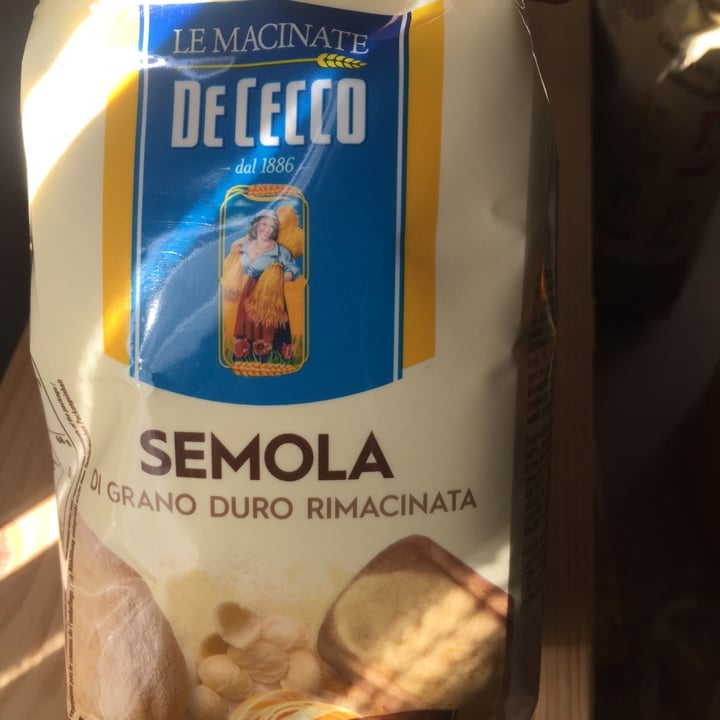 LE MACINATE
DE CECCO
dal 1886
SEMOLA
DI GRANO DURO RIMACINATA